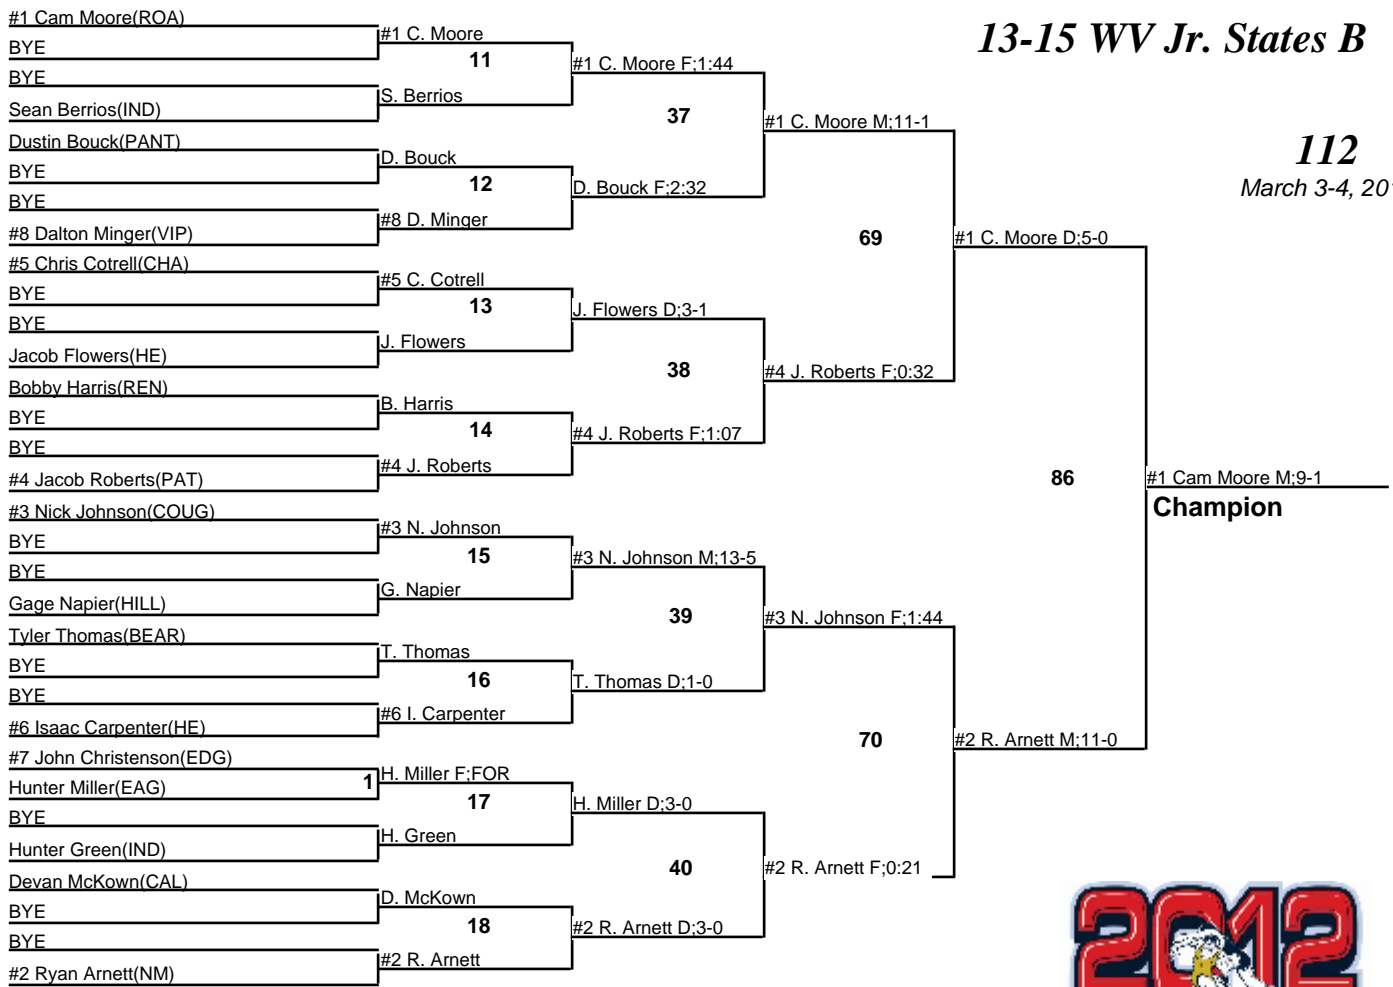 13-15 WV Jr. States B
112
March 3-4, 201
#1 Cam Moore(ROA)
BYE
BYE
Sean Berrios(IND)
Dustin Bouck(PANT)
BYE
BYE
#8 Dalton Minger(VIP)
#5 Chris Cotrell(CHA)
BYE
BYE
Jacob Flowers(HE)
Bobby Harris(REN)
BYE
BYE
#4 Jacob Roberts(PAT)
#3 Nick Johnson(COUG)
BYE
BYE
Gage Napier(HILL)
Tyler Thomas(BEAR)
BYE
BYE
#6 Isaac Carpenter(HE)
#7 John Christenson(EDG)
Hunter Miller(EAG)
BYE
Hunter Green(IND)
Devan McKown(CAL)
BYE
BYE
#2 Ryan Arnett(NM)
1
#1 C. Moore
11
S. Berrios
D. Bouck
12
#8 D. Minger
#5 C. Cotrell
13
J. Flowers
B. Harris
14
#4 J. Roberts
#3 N. Johnson
15
G. Napier
T. Thomas
16
#6 I. Carpenter
H. Miller F;FOR
17
H. Green
D. McKown
18
#2 R. Arnett
#1 C. Moore F;1:44
37
D. Bouck F;2:32
J. Flowers D;3-1
38
#4 J. Roberts F;1:07
#3 N. Johnson M;13-5
39
T. Thomas D;1-0
H. Miller D;3-0
40
#2 R. Arnett D;3-0
#1 C. Moore M;11-1
69
#4 J. Roberts F;0:32
#3 N. Johnson F;1:44
70
#2 R. Arnett F;0:21
#1 C. Moore D;5-0
86
#2 R. Arnett M;11-0
#1 Cam Moore M;9-1
Champion
2012